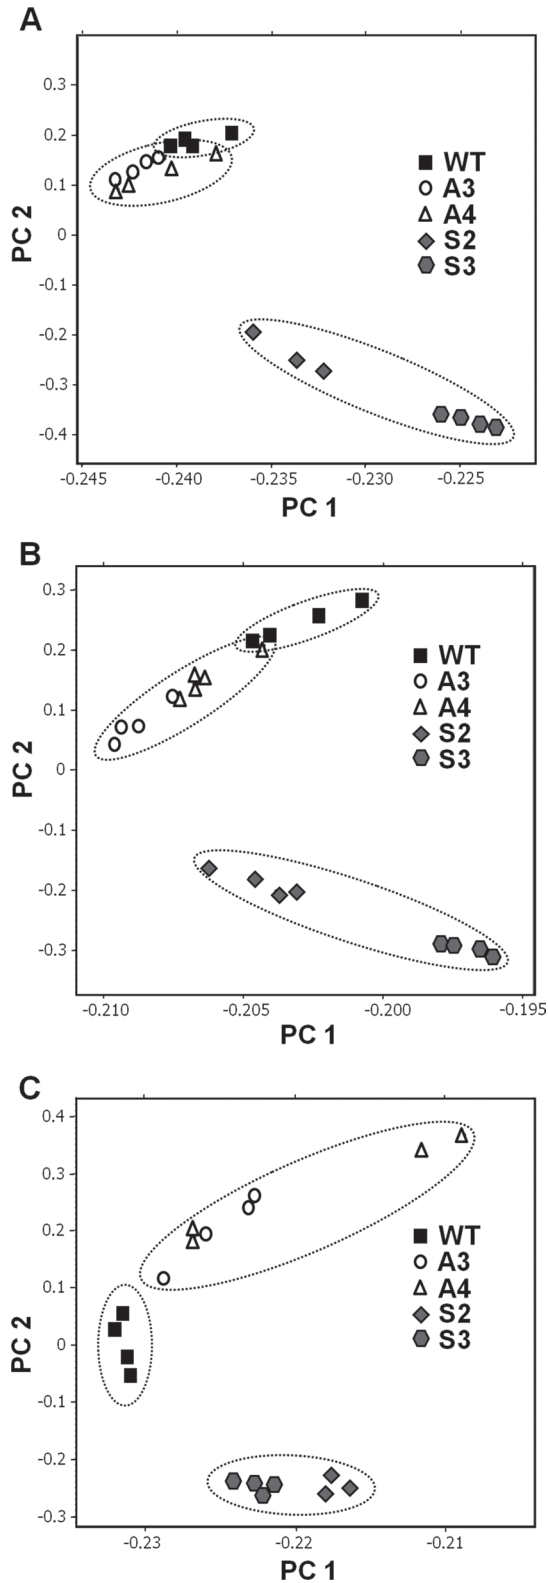 A
0.3
0.2
0.1
0
-0.1
-0.2
-0.3
-0.4
PC 2
WT
A3
A4
S2
S3
-0.245 -0.240 -0.235 -0.230 -0.225
PC 1
B
0.3
0.2
0.1
0
-0.1
-0.2
-0.3
PC 2
WT
A3
A4
S2
S3
-0.210 -0.205 -0.200 -0.195
PC 1
C
0.4
0.3
0.2
0.1
0
-0.1
-0.2
-0.3
PC 2
WT
A3
A4
S2
S3
-0.23 -0.22 -0.21
PC 1